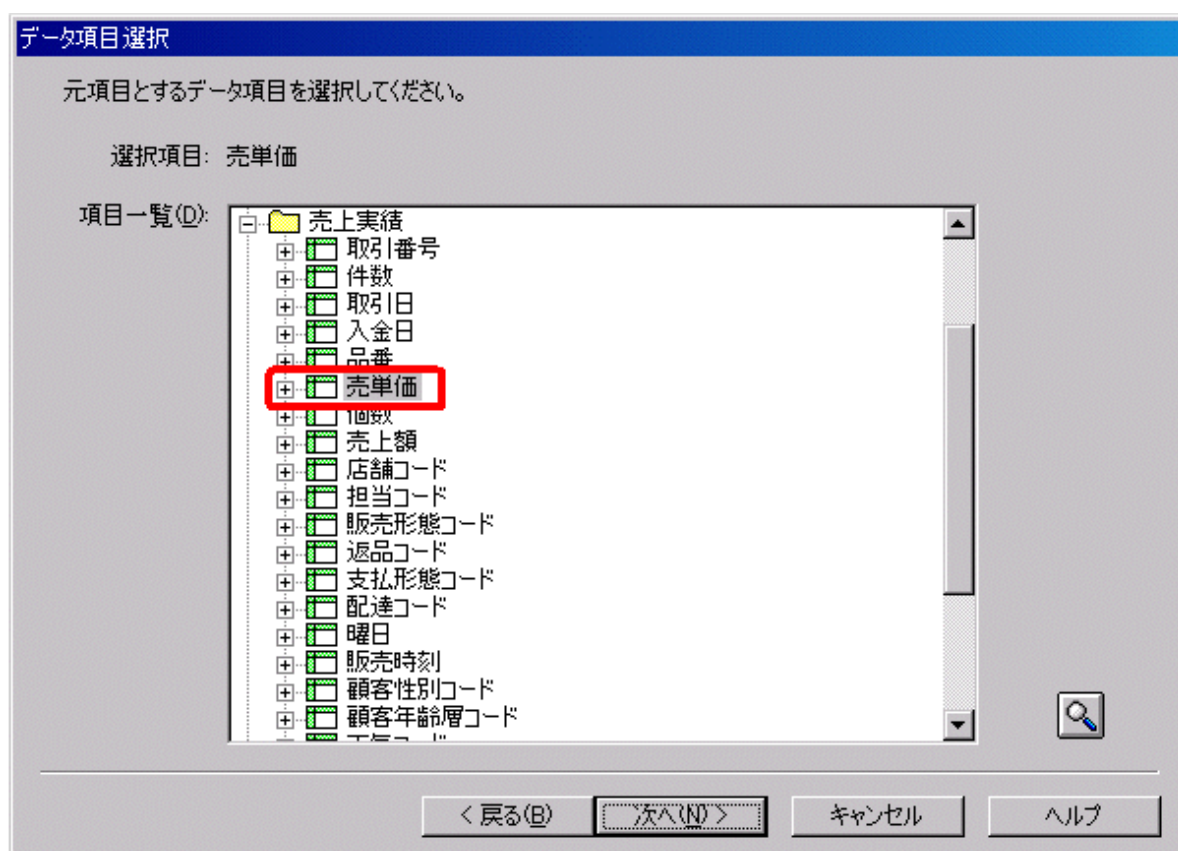 データ項目選択
元項目とするデータ項目を選択してください。
選択項目: 売単価
項目一覧(D):
売上実績
取引番号
件数
取引日
入金日
品番
売単価
個数
売上額
店舗コード
担当コード
販売形態コード
返品コード
支払形態コード
配達コード
曜日
販売時刻
顧客性別コード
顧客年齢層コード
< 戻る(B)
次へ(N) >
キャンセル
ヘルプ